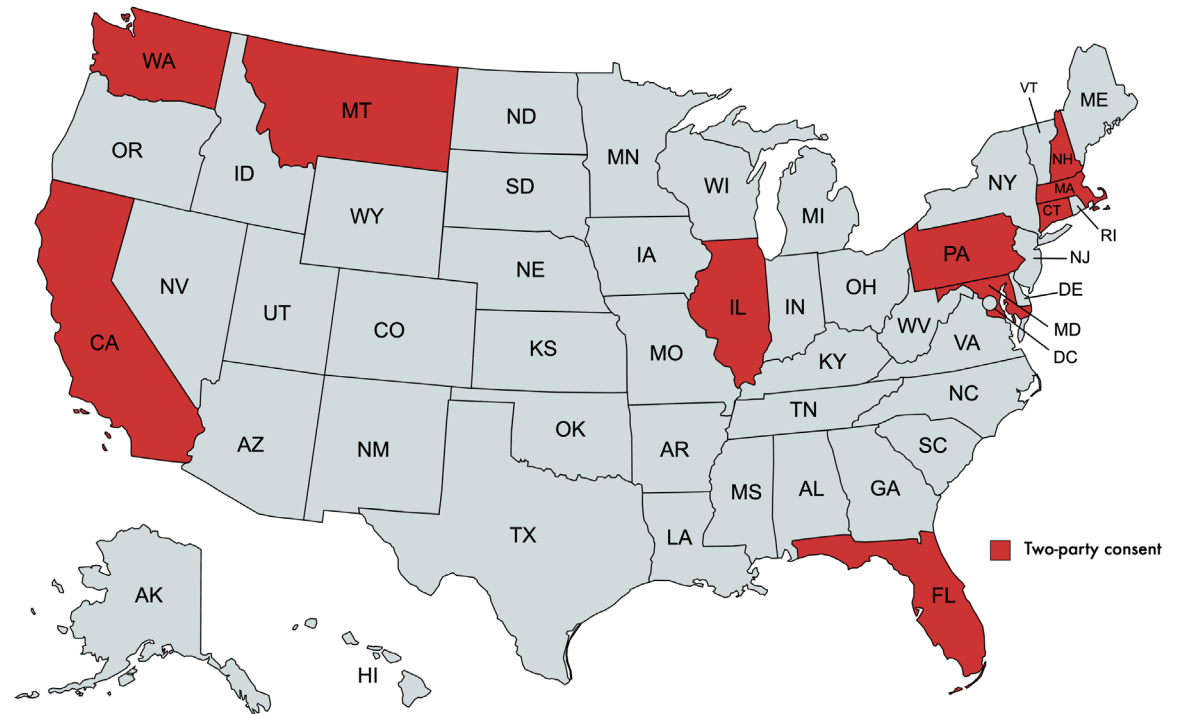 WA
MT
ND
MN
VT
ME
OR
ID
SD
WI
MI
NY
NH
MA
CT
RI
WY
NE
IA
PA
NJ
NV
UT
CO
IL
IN
OH
DE
MD
DC
CA
KS
MO
WV
VA
KY
AZ
NM
OK
AR
TN
NC
SC
MS
AL
GA
TX
LA
Two-party consent
FL
AK
HI